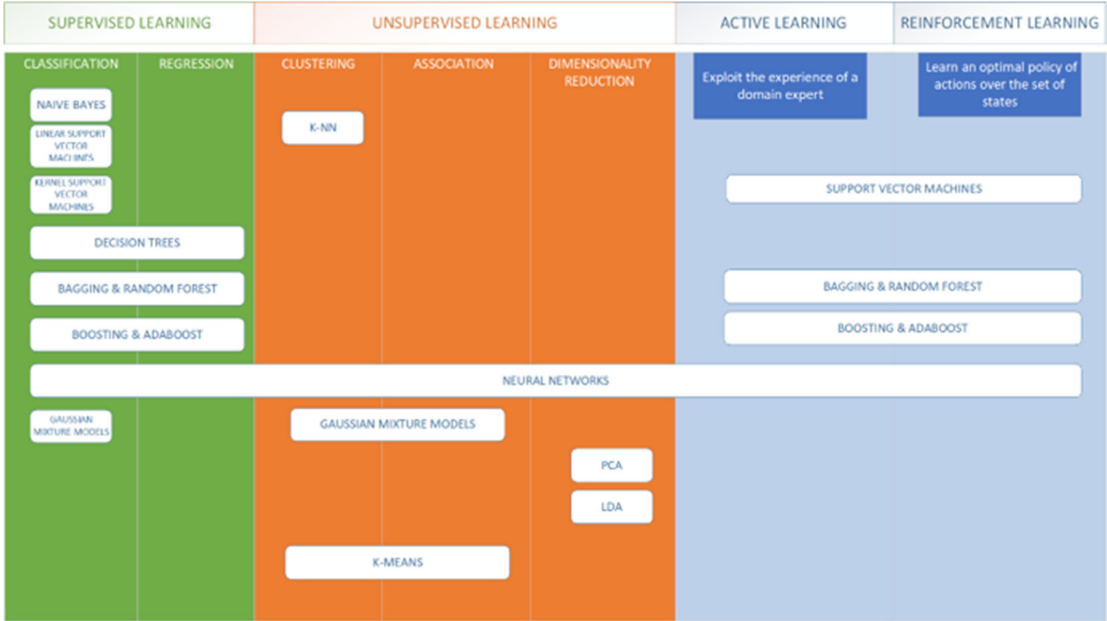 SUPERVISED LEARNING
UNSUPERVISED LEARNING
ACTIVE LEARNING
REINFORCEMENT LEARNING
CLASSIFICATION
REGRESSION
CLUSTERING
ASSOCIATION
DIMENSIONALITY
REDUCTION
Exploit the experience of a
domain expert
Learn an optimal policy of
actions over the set of
states
NAIVE BAYES
K-NN
LINEAR SUPPORT
VECTOR
MACHINES
KERNEL SUPPORT
VECTOR
MACHINES
SUPPORT VECTOR MACHINES
DECISION TREES
BAGGING & RANDOM FOREST
BAGGING & RANDOM FOREST
BOOSTING & ADABOOST
BOOSTING & ADABOOST
NEURAL NETWORKS
GAUSSIAN
MIXTURE MODELS
GAUSSIAN MIXTURE MODELS
PCA
LDA
K-MEANS